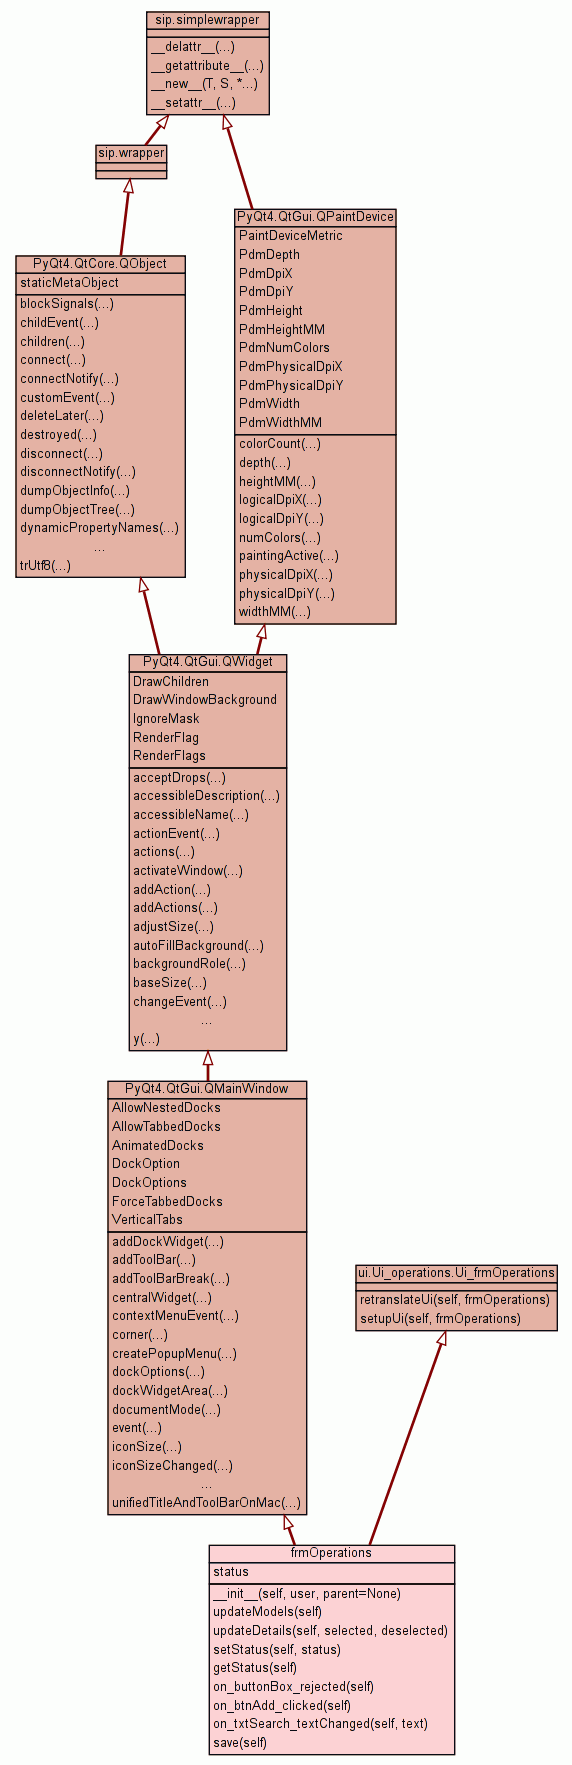 sip.simplewrapper
__delattr__(...)
__getattribute__(...)
__new__(T, S, *...)
__setattr__(...)
sip.wrapper
PyQt4.QtGui.QPaintDevice
PaintDeviceMetric
PdmDepth
PdmDpiX
PdmDpiY
PdmHeight
PdmHeightMM
PdmNumColors
PdmPhysicalDpiX
PdmPhysicalDpiY
PdmWidth
PdmWidthMM
colorCount(...)
depth(...)
heightMM(...)
logicalDpiX(...)
logicalDpiY(...)
numColors(...)
paintingActive(...)
physicalDpiX(...)
physicalDpiY(...)
widthMM(...)
PyQt4.QtCore.QObject
staticMetaObject
blockSignals(...)
childEvent(...)
children(...)
connect(...)
connectNotify(...)
customEvent(...)
deleteLater(...)
destroyed(...)
disconnect(...)
disconnectNotify(...)
dumpObjectInfo(...)
dumpObjectTree(...)
dynamicPropertyNames(...)
...
trUtf8(...)
PyQt4.QtGui.QWidget
DrawChildren
DrawWindowBackground
IgnoreMask
RenderFlag
RenderFlags
acceptDrops(...)
accessibleDescription(...)
accessibleName(...)
actionEvent(...)
actions(...)
activateWindow(...)
addAction(...)
addActions(...)
adjustSize(...)
autoFillBackground(...)
backgroundRole(...)
baseSize(...)
changeEvent(...)
...
y(...)
PyQt4.QtGui.QMainWindow
AllowNestedDocks
AllowTabbedDocks
AnimatedDocks
DockOption
DockOptions
ForceTabbedDocks
VerticalTabs
addDockWidget(...)
addToolBar(...)
addToolBarBreak(...)
centralWidget(...)
contextMenuEvent(...)
corner(...)
createPopupMenu(...)
dockOptions(...)
dockWidgetArea(...)
documentMode(...)
event(...)
iconSize(...)
iconSizeChanged(...)
...
unifiedTitleAndToolBarOnMac(...)
ui.Ui_operations.Ui_frmOperations
retranslateUi(self, frmOperations)
setupUi(self, frmOperations)
frmOperations
status
__init__(self, user, parent=None)
updateModels(self)
updateDetails(self, selected, deselected)
setStatus(self, status)
getStatus(self)
on_buttonBox_rejected(self)
on_btnAdd_clicked(self)
on_txtSearch_textChanged(self, text)
save(self)